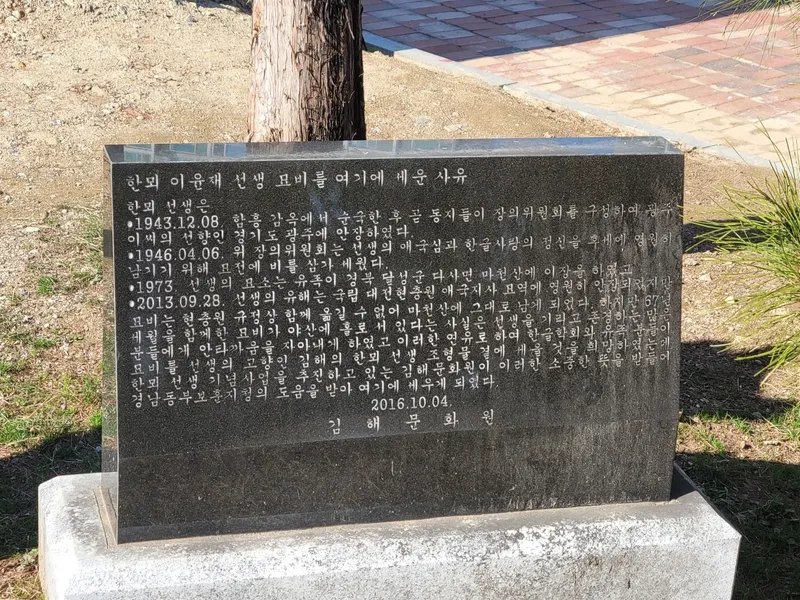 한뫼 이윤재 선생 묘비를 여기에 세운 사유
한뫼 선생은
•1943.12.08. 함흥 감옥에서 순국한 후 곧 동지들이 장의위원회를 구성하여 광주
이씨의 선향인 경기도 광주에 안장하였다.
•1946.04.06. 위 장의위원회는 선생의 애국심과 한글사랑의 정신을 후세에 영원히
남기기 위해 묘전에 비를 삼가 세웠다.
•1973 선생의 묘소는 유족이 경북 달성군 다사면 마천산에 이장을 하였고
•2013.09.28. 선생의 유해는 국립 대전현충원 애국지사 묘역에 영원히 안장되었지만
묘비는 현충원 규정상 함께 옮길 수 없어 마천산에 그대로 남게 되었다. 하지만 67년
세월을 함께한 묘비가 야산에 홀로 서 있다는 사실은 선생을 기리고 존경하는 많은
분들에게 안타까움을 자아내게 하였고 이러한 연유로 하여 한글학회와 유족 분들이
묘비를 선생의 고향인 김해의 한뫼 선생 조형물 곁에 세울 것을 희망하였는데
한뫼 선생 기념사업을 추진하고 있는 김해문화원이 이러한 소중한 뜻을 받들어
경남동부보훈지청의 도움을 받아 여기에 세우게 되었다.
2016.10.04.
김 해 문 화 원